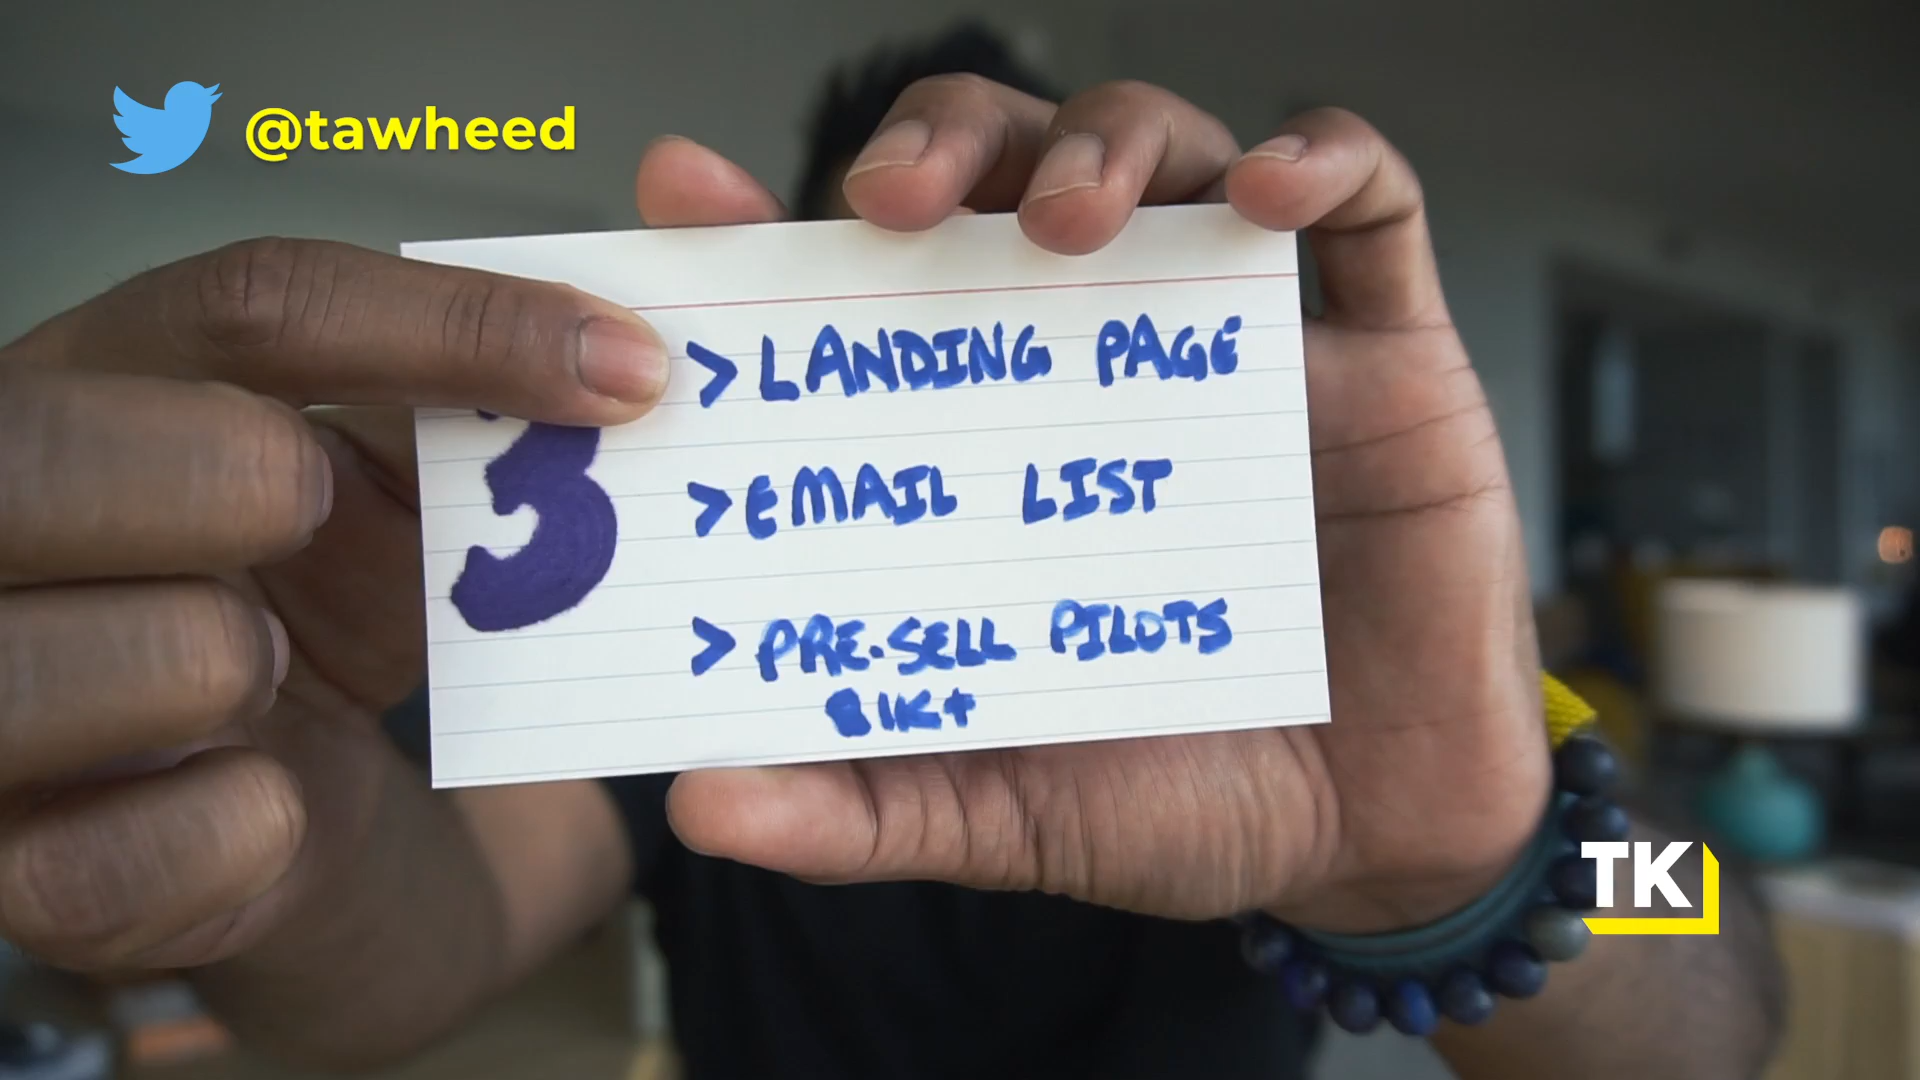 @tawheed
3
> LANDING PAGE
> EMAIL LIST
> PRE-SELL PILOTS
$1K+
TK